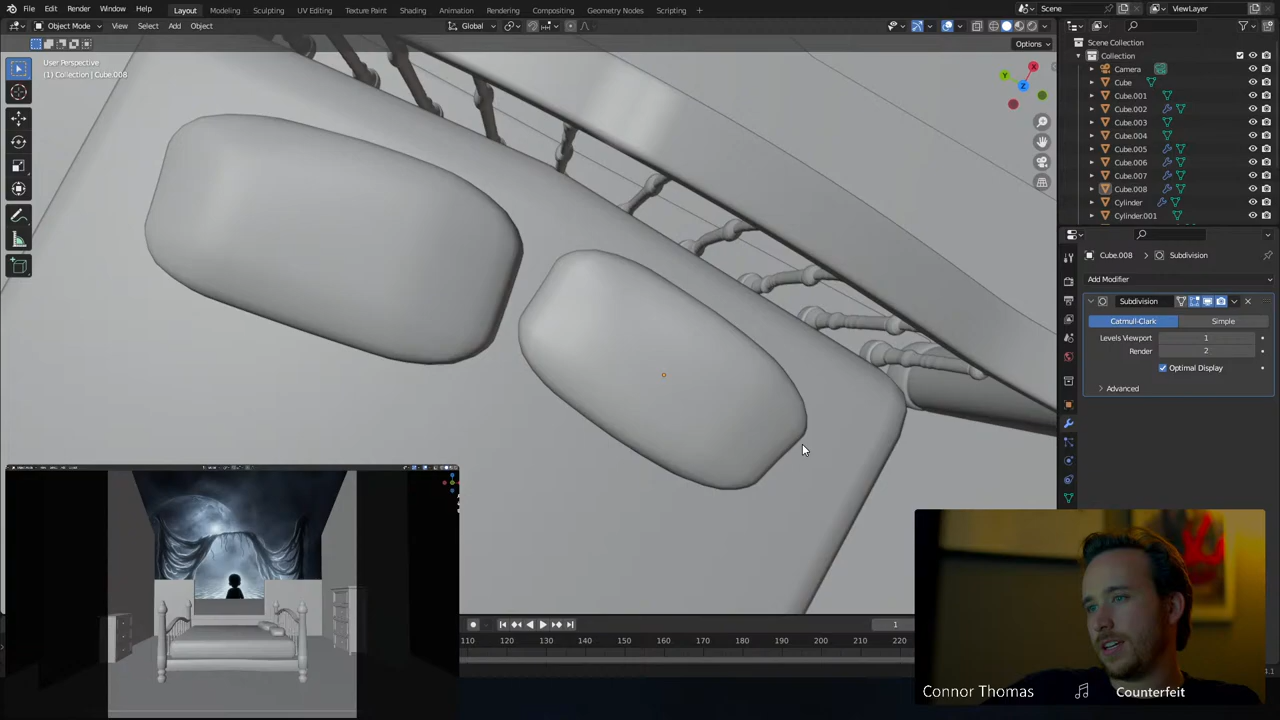 File Edit Render Window Help Layout Modeling Sculpting UV Editing Texture Paint Shading Animation Rendering Compositing Geometry Nodes Scripting Scene ViewLayer
Object Mode View Select Add Object Global
Options
User Perspective
(1) Collection | Cube.008
Scene Collection
Collection
Camera
Cube
Cube.001
Cube.002
Cube.003
Cube.004
Cube.005
Cube.006
Cube.007
Cube.008
Cylinder
Cylinder.001
Cube.008 > Subdivision
Add Modifier
Subdivision
Catmull-Clark Simple
Levels Viewport 1
Render 2
Optimal Display
Advanced
X
Y
Z
1
110 120 130 140 150 160 170 180 190 200 210 220
Connor Thomas Counterfeit